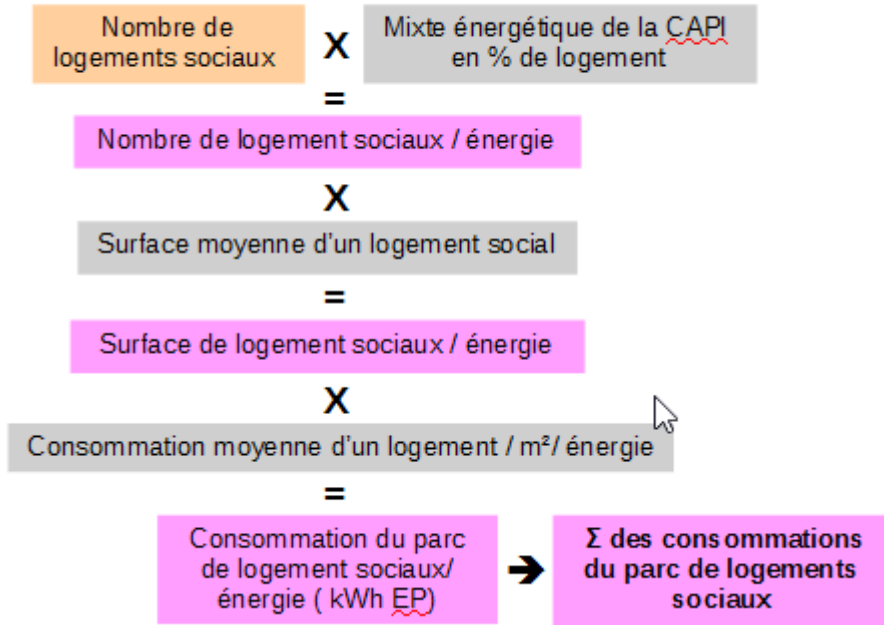 Nombre de
logements sociaux
X
Mixte énergétique de la CAPI
en % de logement
=
Nombre de logement sociaux / énergie
X
Surface moyenne d'un logement social
=
Surface de logement sociaux / énergie
X
Consommation moyenne d'un logement / m²/ énergie
=
Consommation du parc
de logement sociaux/
énergie ( kWh EP)
➔
Σ des consommations
du parc de logements
sociaux